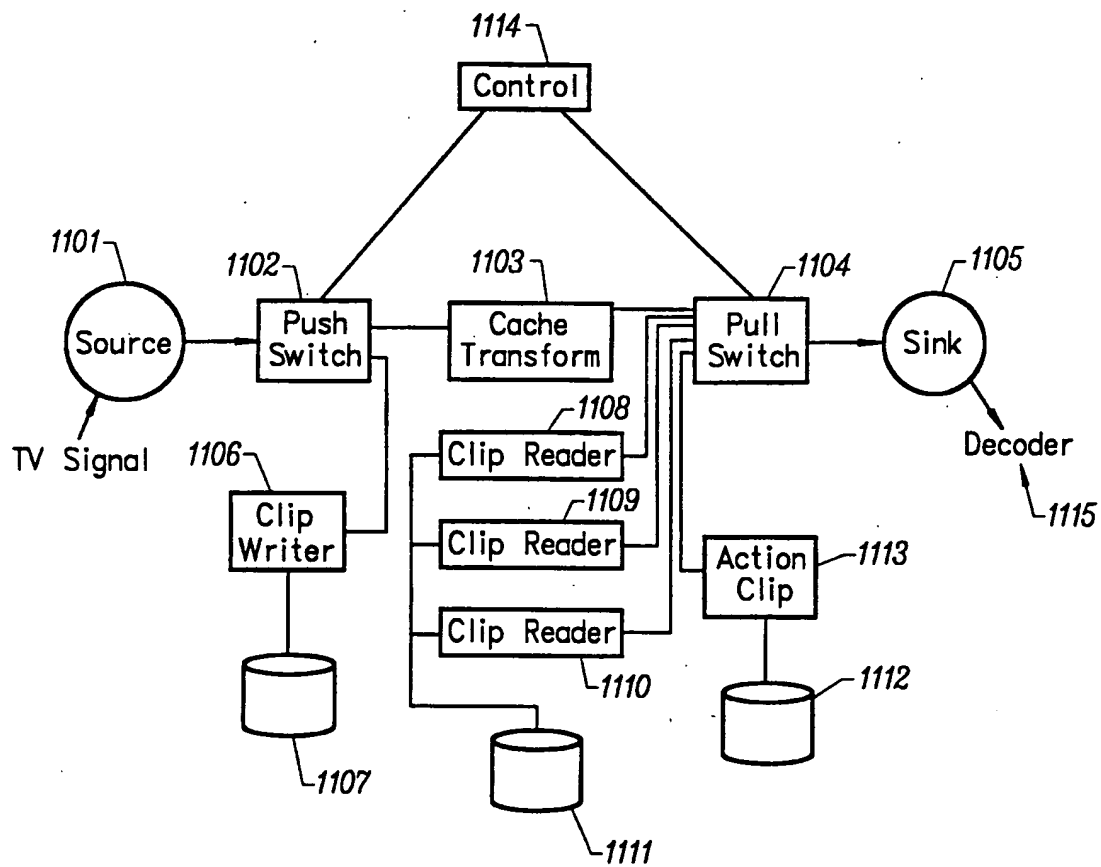 1114
Control
1101
1102
1103
1104
1105
Source
Push
Switch
Cache
Transform
Pull
Switch
Sink
TV Signal
1106
1108
Clip Reader
Decoder
1109
1115
Clip
Writer
Clip Reader
Action
Clip
1113
Clip Reader
1110
1112
1107
1111